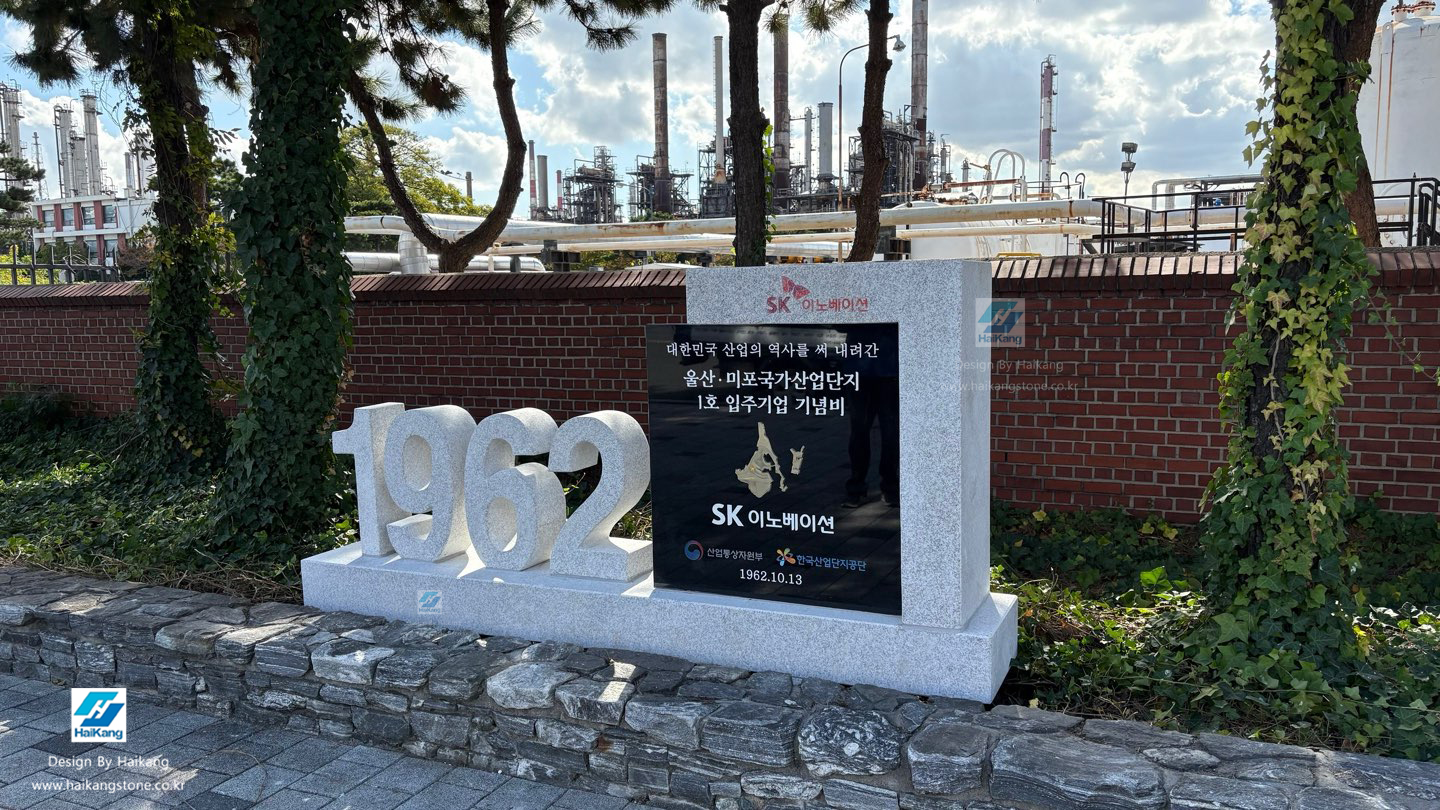 SK 이노베이션
대한민국 산업의 역사를 써 내려간
울산·미포국가산업단지
1호 입주기업 기념비
SK 이노베이션
산업통상자원부 한국산업단지공단
1962.10.13
1962
HaiKang
Design By Haikang
www.haikangstone.co.kr
HaiKang
Design By Haikang
www.haikangstone.co.kr